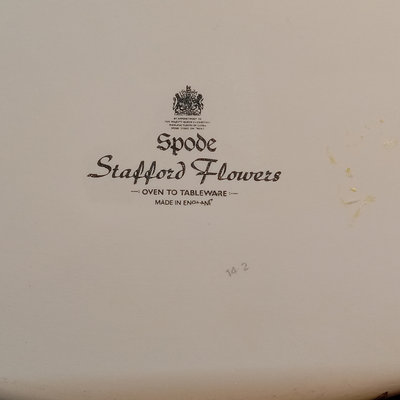 Spode
Stafford Flowers
OVEN TO TABLEWARE
MADE IN ENGLAND
14 2